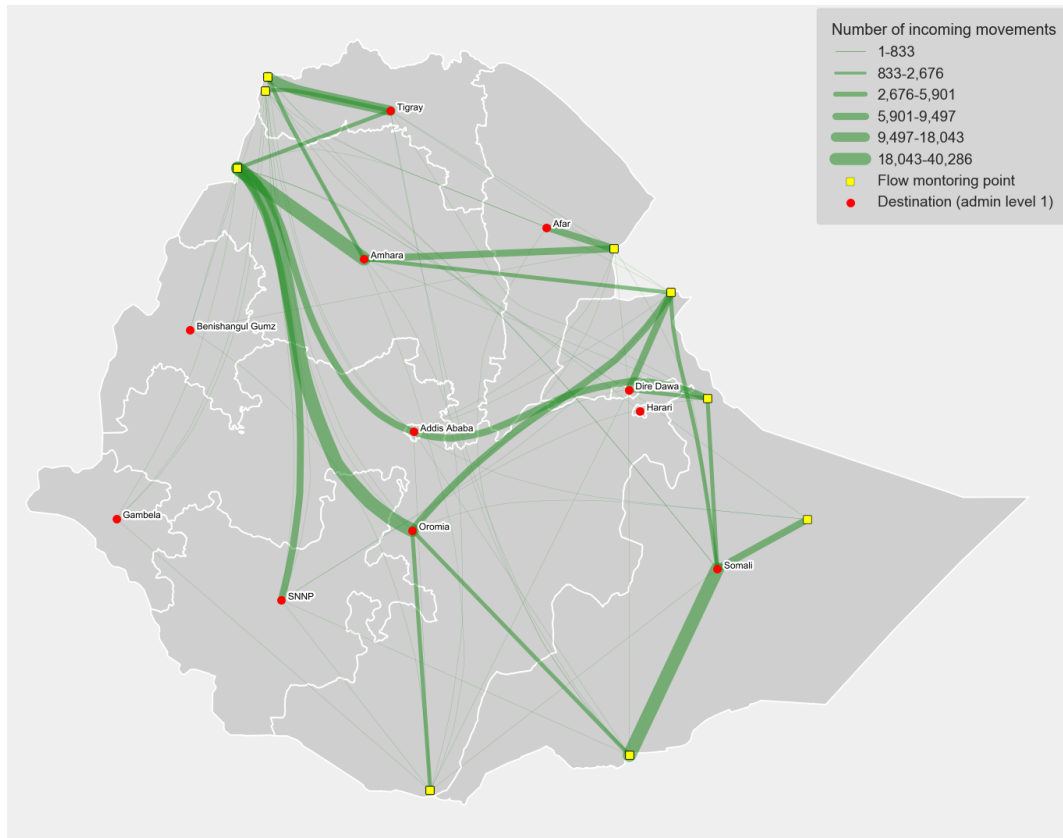 Number of incoming movements
1-833
833-2,676
2,676-5,901
5,901-9,497
9,497-18,043
18,043-40,286
Flow montoring point
Destination (admin level 1)
Tigray
Afar
Amhara
Benishangul Gumz
Dire Dawa
Harari
Addis Ababa
Gambela
Oromia
Somali
SNNP